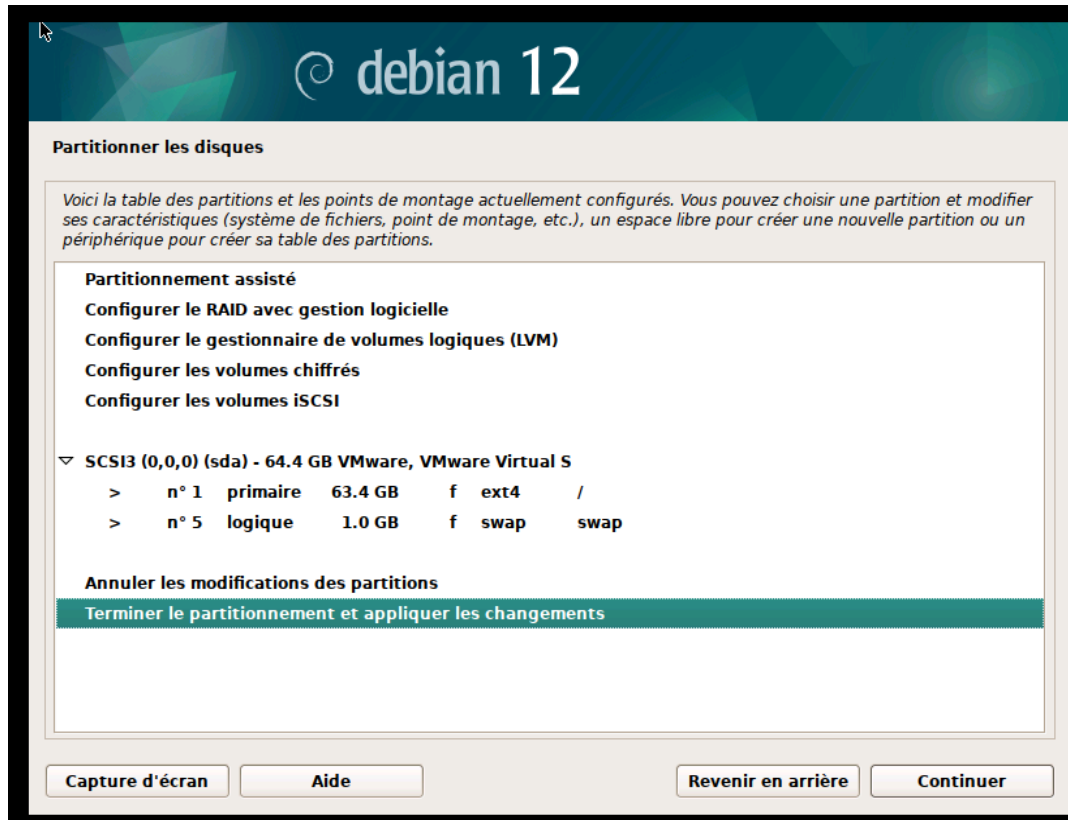 debian 12
Partitionner les disques
Voici la table des partitions et les points de montage actuellement configurés. Vous pouvez choisir une partition et modifier
ses caractéristiques (système de fichiers, point de montage, etc.), un espace libre pour créer une nouvelle partition ou un
périphérique pour créer sa table des partitions.
Partitionnement assisté
Configurer le RAID avec gestion logicielle
Configurer le gestionnaire de volumes logiques (LVM)
Configurer les volumes chiffrés
Configurer les volumes iSCSI
SCSI3 (0,0,0) (sda) - 64.4 GB VMware, VMware Virtual S
> n° 1 primaire 63.4 GB f ext4 /
> n° 5 logique 1.0 GB f swap swap
Annuler les modifications des partitions
Terminer le partitionnement et appliquer les changements
Capture d'écran Aide Revenir en arrière Continuer